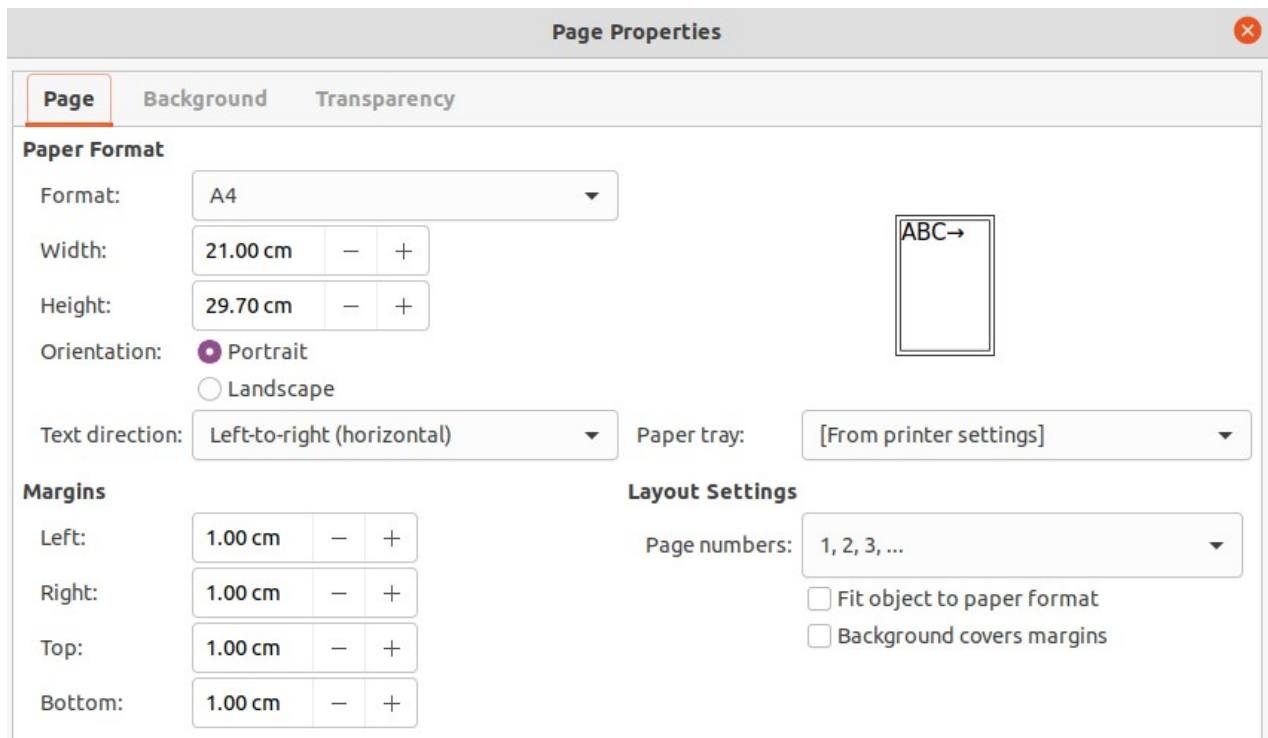 Page Properties
Page Background Transparency
Paper Format
Format: A4
ABC→
Width: 21.00 cm − +
Height: 29.70 cm − +
Orientation: Portrait
Landscape
Text direction: Left-to-right (horizontal) Paper tray: [From printer settings]
Margins Layout Settings
Left: 1.00 cm − + Page numbers: 1, 2, 3, ...
Right: 1.00 cm − + Fit object to paper format
Top: 1.00 cm − + Background covers margins
Bottom: 1.00 cm − +